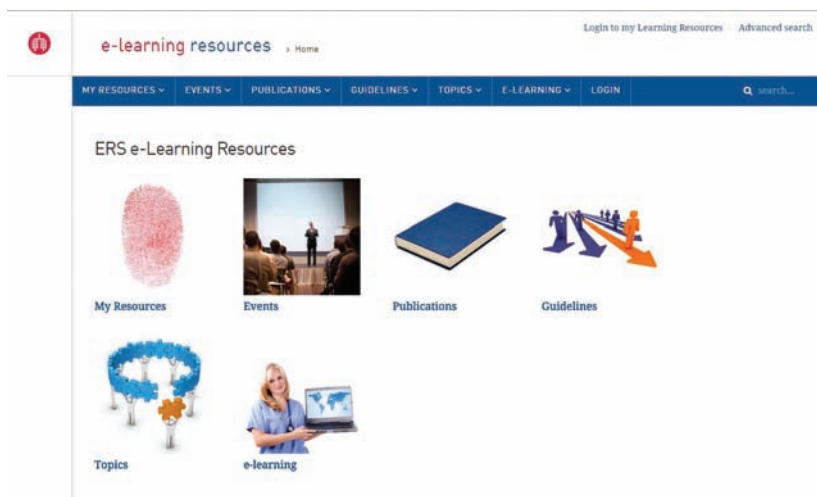 Login to my Learning Resources Advanced search
e-learning resources > Home
MY RESOURCES EVENTS PUBLICATIONS GUIDELINES TOPICS E-LEARNING LOGIN search...
ERS e-Learning Resources
My Resources Events Publications Guidelines
Topics e-learning